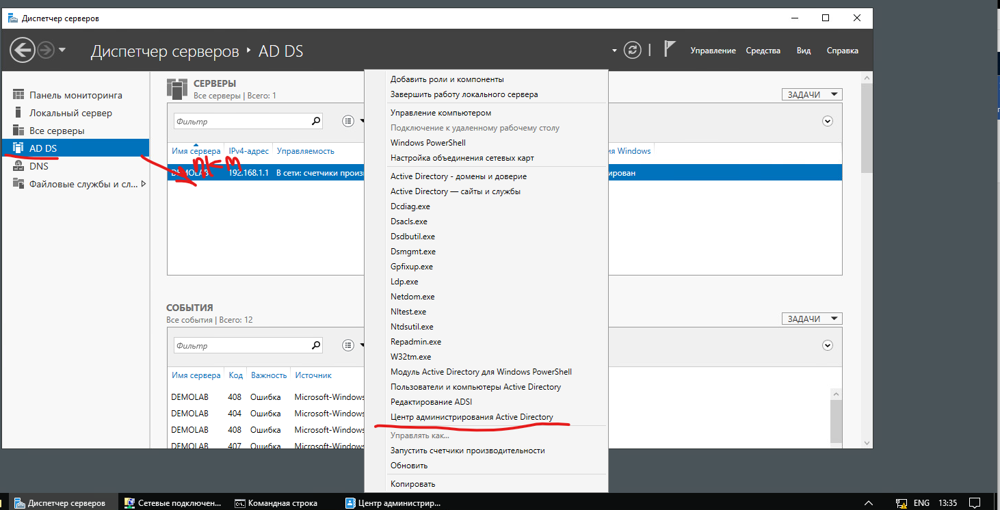 Диспетчер серверов
Диспетчер серверов ‣ AD DS
Управление Средства Вид Справка
Панель мониторинга
Локальный сервер
Все серверы
AD DS
DNS
Файловые службы и сл...
СЕРВЕРЫ
Все серверы | Всего: 1
ЗАДАЧИ
Фильтр
Имя сервера IPv4-адрес Управляемость
ия Windows
DEMOLAB 192.168.1.1 В сети: счетчики произв
ирован
ПКМ
СОБЫТИЯ
Все события | Всего: 12
ЗАДАЧИ
Фильтр
Имя сервера Код Важность Источник
DEMOLAB 408 Ошибка Microsoft-Windows
DEMOLAB 404 Ошибка Microsoft-Windows
DEMOLAB 408 Ошибка Microsoft-Windows
DEMOLAB 407 Ошибка Microsoft-Windows
Добавить роли и компоненты
Завершить работу локального сервера
Управление компьютером
Подключение к удаленному рабочему столу
Windows PowerShell
Настройка объединения сетевых карт
Active Directory - домены и доверие
Active Directory — сайты и службы
Dcdiag.exe
Dsacls.exe
Dsdbutil.exe
Dsmgmt.exe
Gpfixup.exe
Ldp.exe
Netdom.exe
Nltest.exe
Ntdsutil.exe
Repadmin.exe
W32tm.exe
Модуль Active Directory для Windows PowerShell
Пользователи и компьютеры Active Directory
Редактирование ADSI
Центр администрирования Active Directory
Управлять как...
Запустить счетчики производительности
Обновить
Копировать
Диспетчер серверов
Сетевые подключен...
Командная строка
Центр администрир...
ENG 13:35